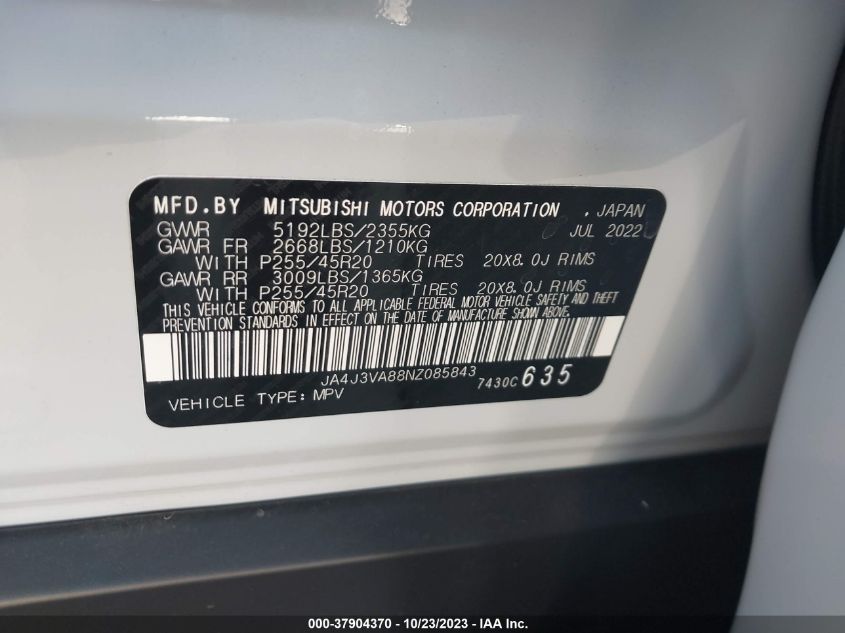 MFD.BY MITSUBISHI MOTORS CORPORATION , JAPAN
GVWR 5192LBS/2355KG JUL 2022
GAWR FR 2668LBS/1210KG
WITH P255/45R20 TIRES 20X8.0J RIMS
GAWR RR 3009LBS/1365KG
WITH P255/45R20 TIRES 20X8.0J RIMS
THIS VEHICLE CONFORMS TO ALL APPLICABLE FEDERAL MOTOR VEHICLE SAFETY AND THEFT
PREVENTION STANDARDS IN EFFECT ON THE DATE OF MANUFACTURE SHOWN ABOVE.
JA4J3VA88NZ085843
7430C 635
VEHICLE TYPE: MPV
000-37904370 - 10/23/2023 - IAAI.com